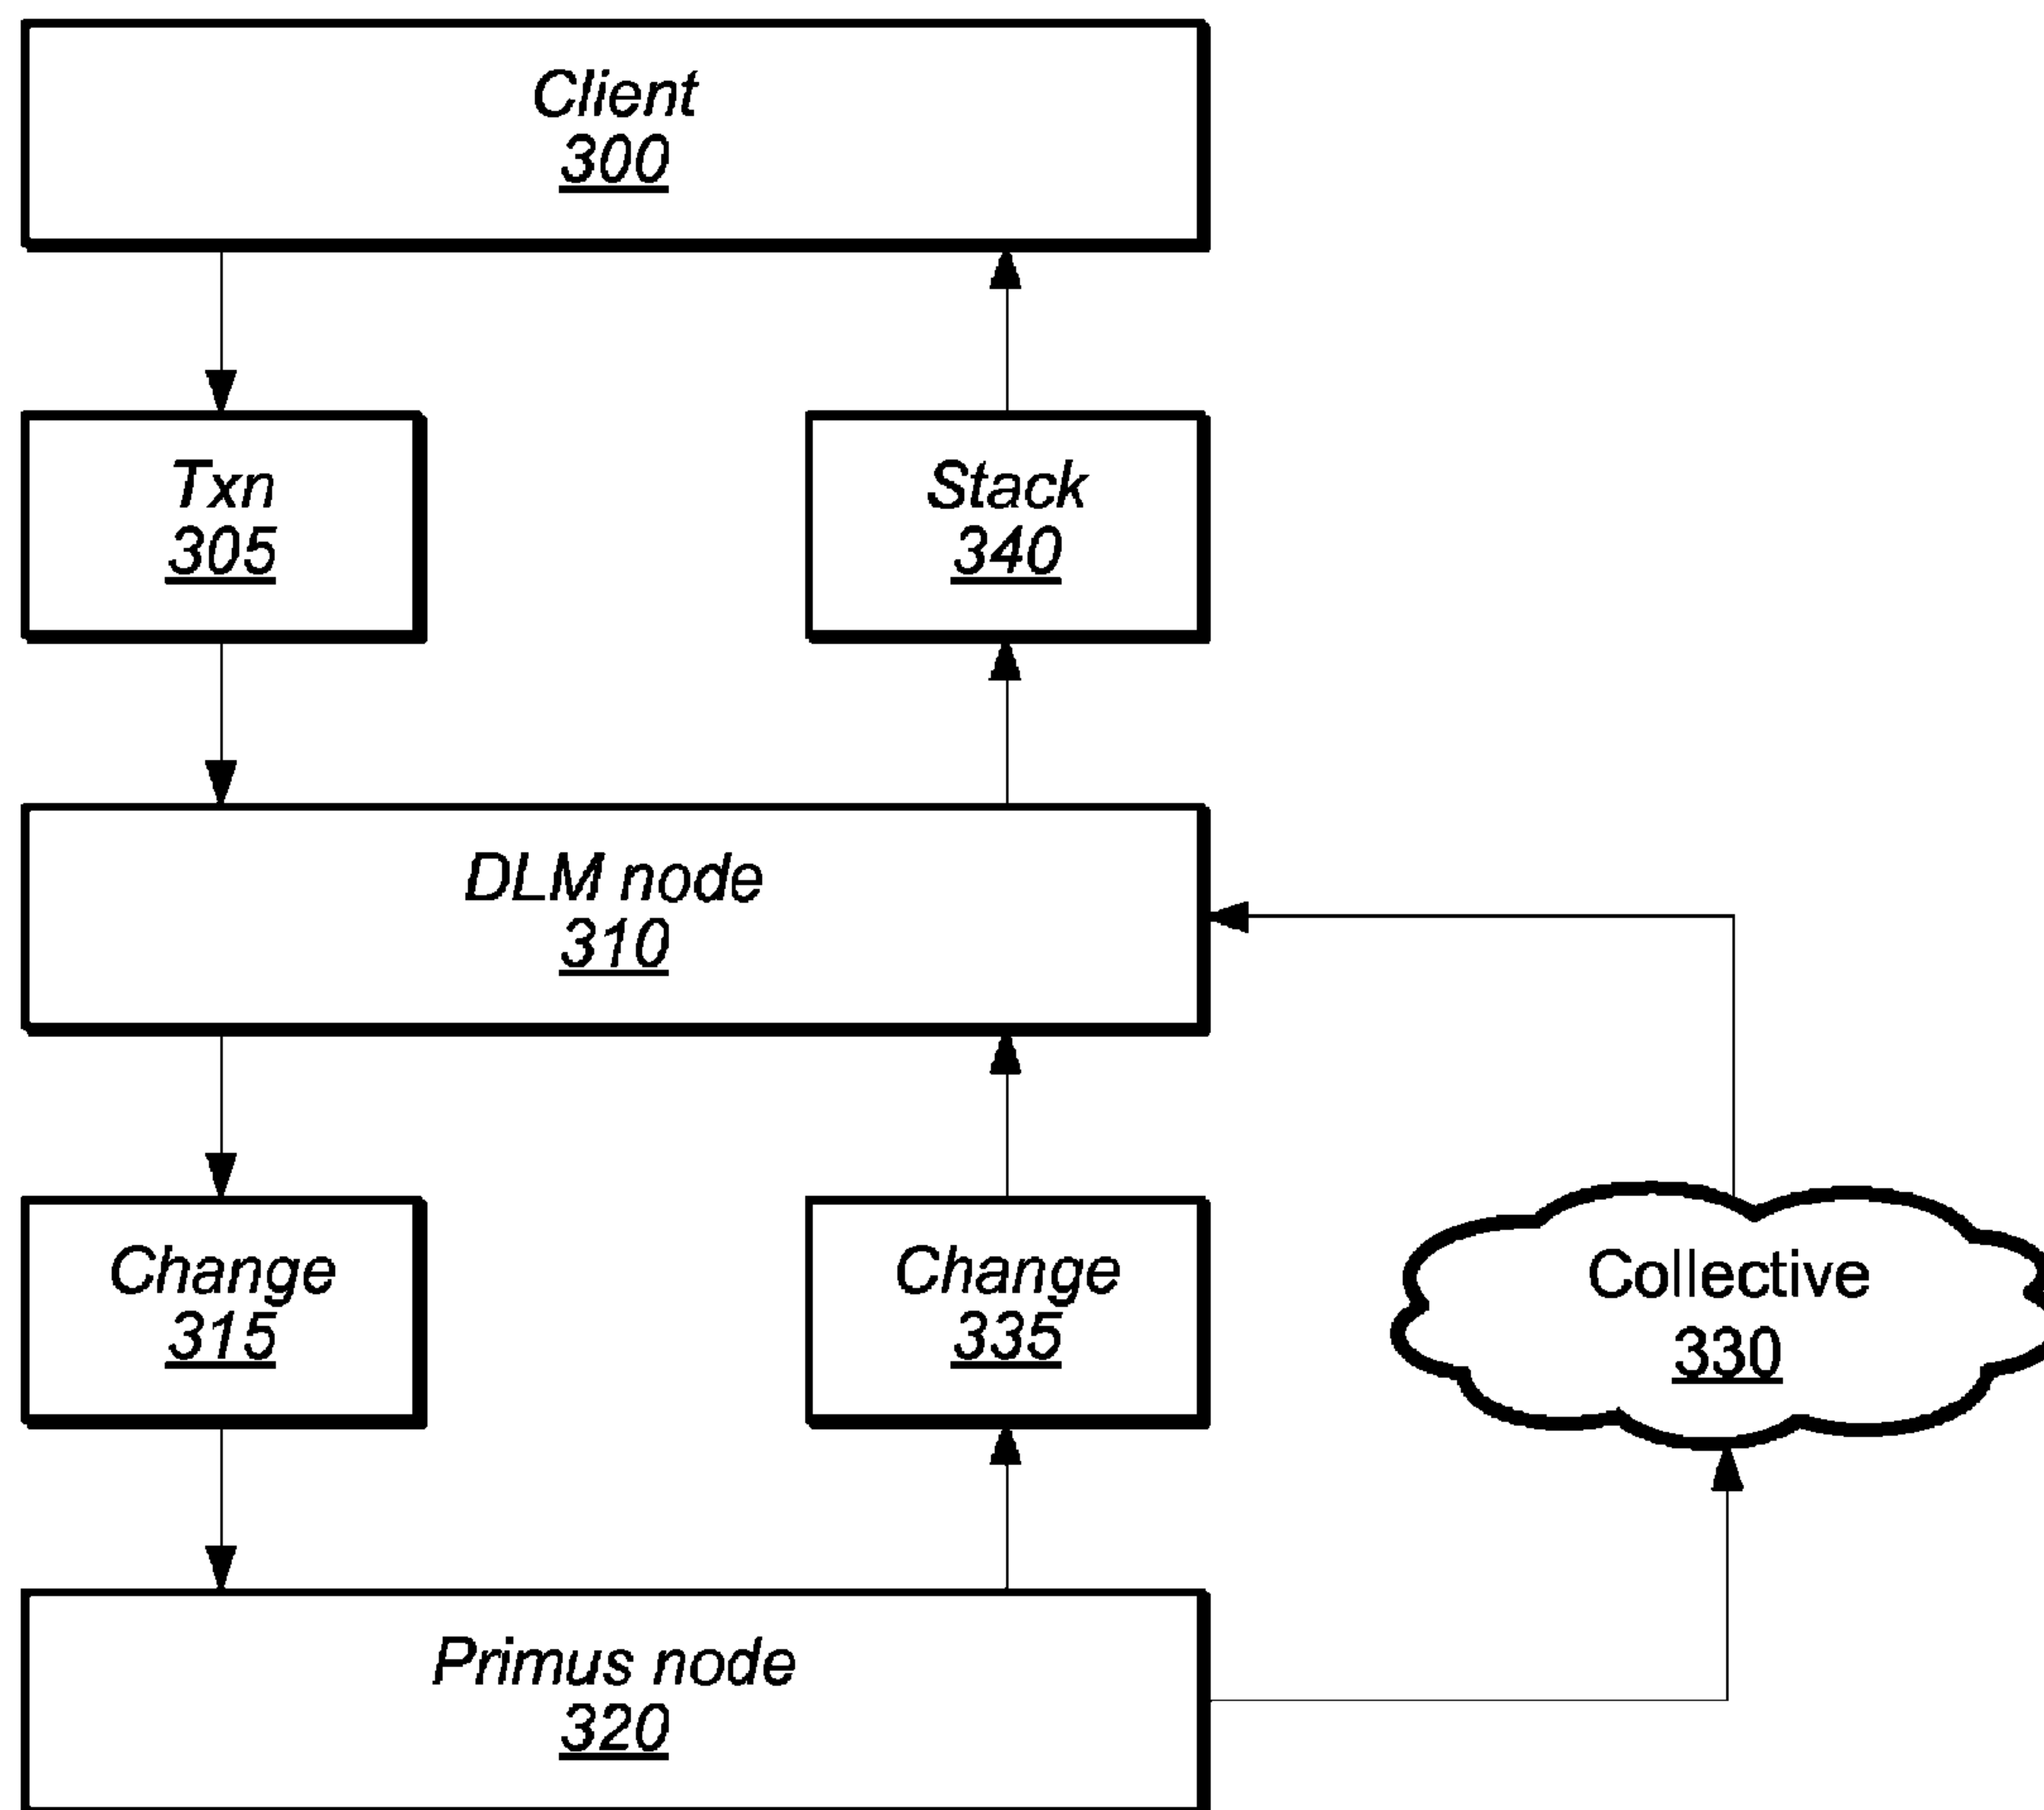 Client
300
Txn
305
Stack
340
DLM node
310
Change
315
Change
335
Collective
330
Primus node
320